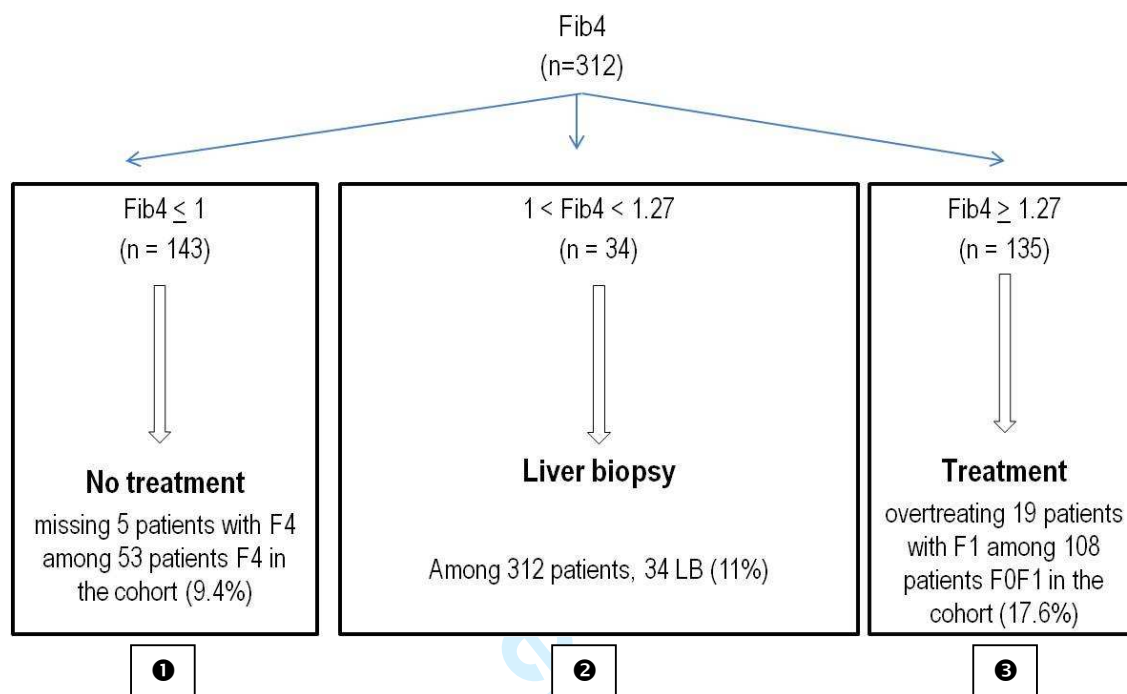 Fib4
(n=312)
Fib4 ≤ 1
(n = 143)
No treatment
missing 5 patients with F4
among 53 patients F4 in
the cohort (9.4%)
1 < Fib4 < 1.27
(n = 34)
Liver biopsy
Among 312 patients, 34 LB (11%)
Fib4 ≥ 1.27
(n = 135)
Treatment
overtreating 19 patients
with F1 among 108
patients F0F1 in the
cohort (17.6%)
❶
❷
❸